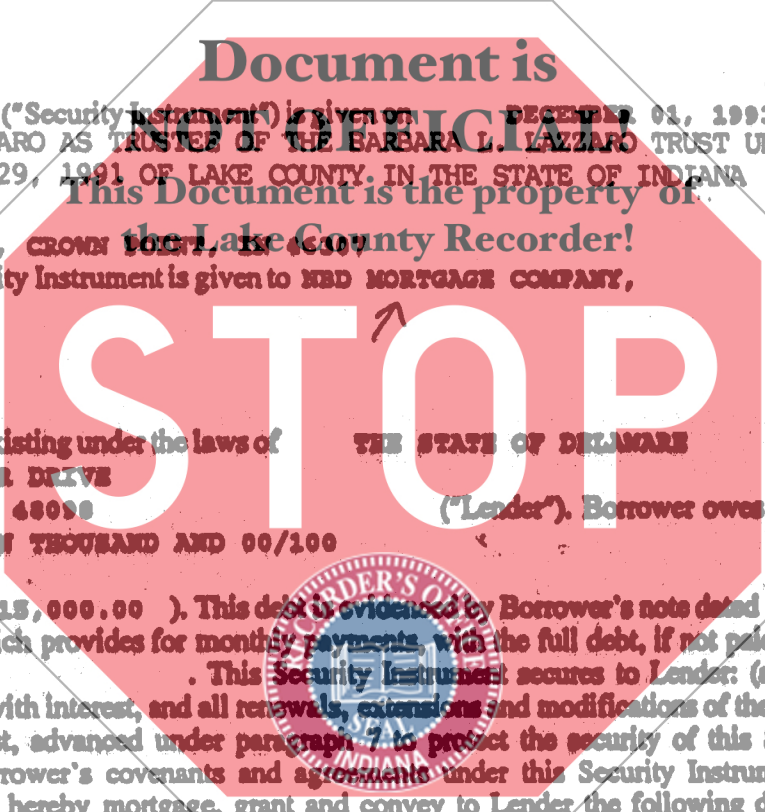 Document is
("Security Instrument") is given on DECEMBER 01, 1993
NOT OFFICIAL!
ARO AS TRUSTEE OF THE BARBARA L. LAZZARO TRUST U
29, 1991 OF LAKE COUNTY IN THE STATE OF INDIANA
This Document is the property of
the Lake County Recorder!
, CROWN POINT, IN
ity Instrument is given to NBD MORTGAGE COMPANY,
STOP
isting under the laws of THE STATE OF DELAWARE
R DRIVE
("Lender"). Borrower owes
N THOUSAND AND 00/100
15,000.00 ). This debt is evidenced by Borrower's note dated
ch provides for monthly payments, with the full debt, if not pai
. This Security Instrument secures to Lender: (a
with interest, and all renewals, extensions and modifications of the
t, advanced under paragraph 7 to protect the security of this
rrower's covenants and agreements under this Security Instrum
hereby mortgage, grant and convey to Lender the following d
RECORDER'S OFFICE
SEAL
INDIANA